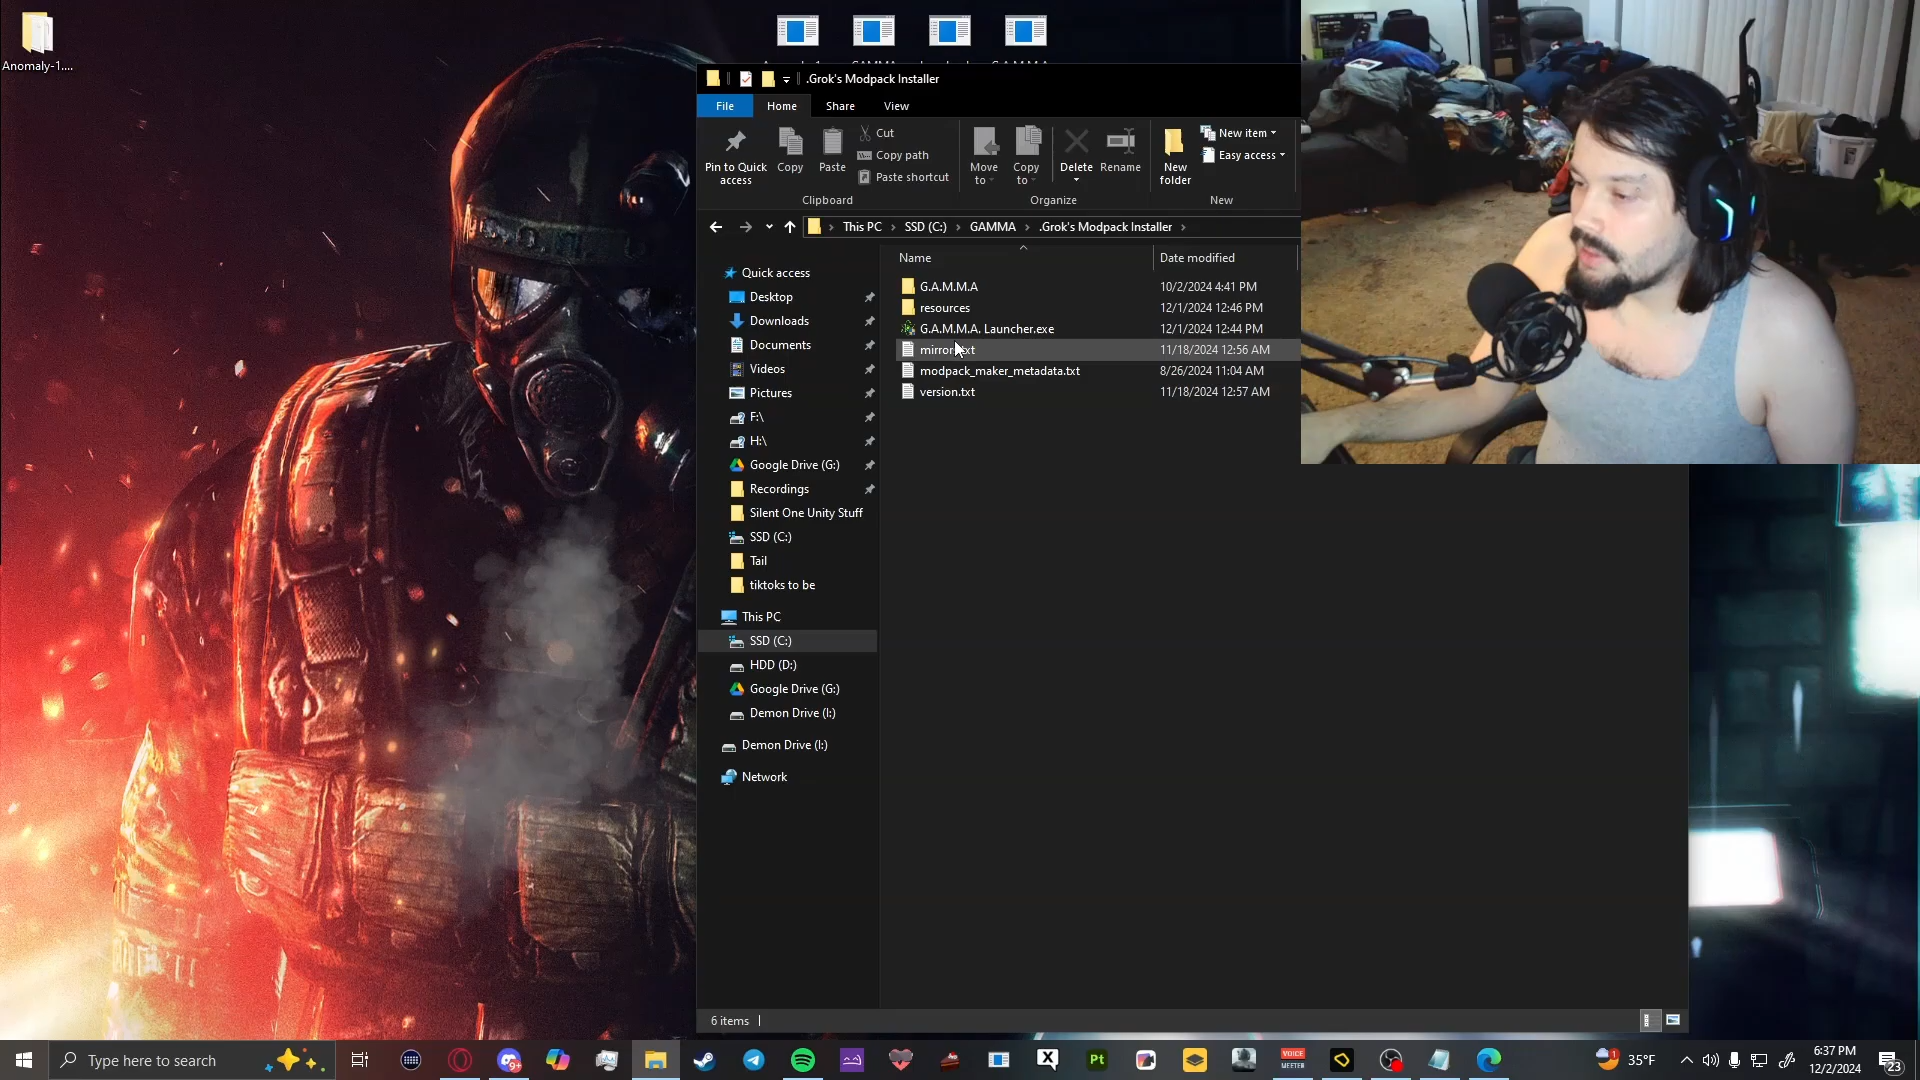 Anomaly-1....
.Grok's Modpack Installer
File
Home
Share
View
Pin to Quick access
Copy
Paste
Cut
Copy path
Paste shortcut
Clipboard
Move to
Copy to
Delete
Rename
Organize
New folder
New item
Easy access
New
This PC
SSD (C:)
GAMMA
.Grok's Modpack Installer
Name
Date modified
G.A.M.M.A
10/2/2024 4:41 PM
resources
12/1/2024 12:46 PM
G.A.M.M.A. Launcher.exe
12/1/2024 12:44 PM
11/18/2024 12:56 AM
modpack_maker_metadata.txt
8/26/2024 11:04 AM
version.txt
11/18/2024 12:57 AM
Quick access
Desktop
Downloads
Documents
Videos
Pictures
F:\
H:\
Google Drive (G:)
Recordings
Silent One Unity Stuff
SSD (C:)
Tail
tiktoks to be
This PC
SSD (C:)
HDD (D:)
Google Drive (G:)
Demon Drive (I:)
Demon Drive (I:)
Network
6 items
Type here to search
9+
X
Pt
VOICE
MEETER
1
35°F
6:37 PM
12/2/2024
23